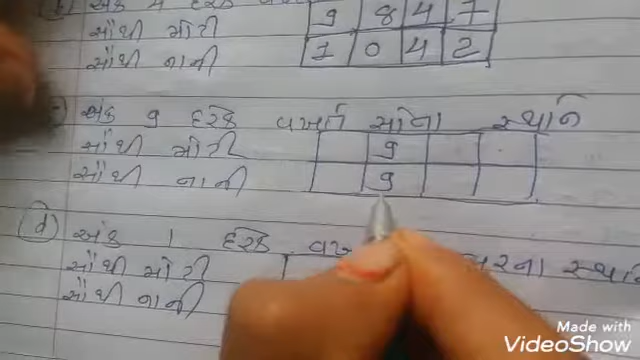 9 8 4 7
સૌથી મોટી
સૌથી નાની 1 0 4 2
અંક 9 દરેક વખતે સોના સ્થાને
સૌથી મોટી 9
સૌથી નાની 9
(d) અંક 1 દરેક
સૌથી મોટી
સૌથી નાની
Made with
VideoShow